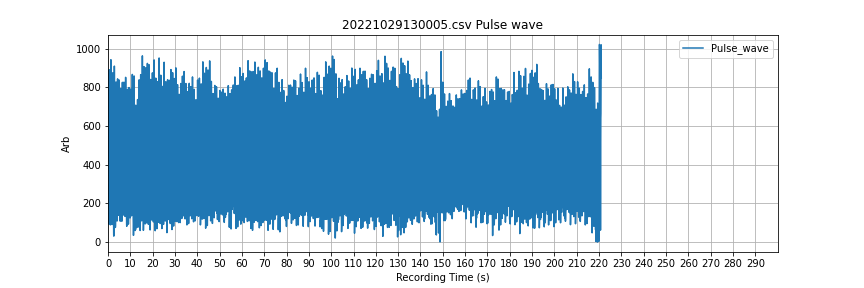 20221029130005.csv Pulse wave
Pulse_wave
1000
800
600
400
200
0
Arb
0 10 20 30 40 50 60 70 80 90 100 110 120 130 140 150 160 170 180 190 200 210 220 230 240 250 260 270 280 290
Recording Time (s)